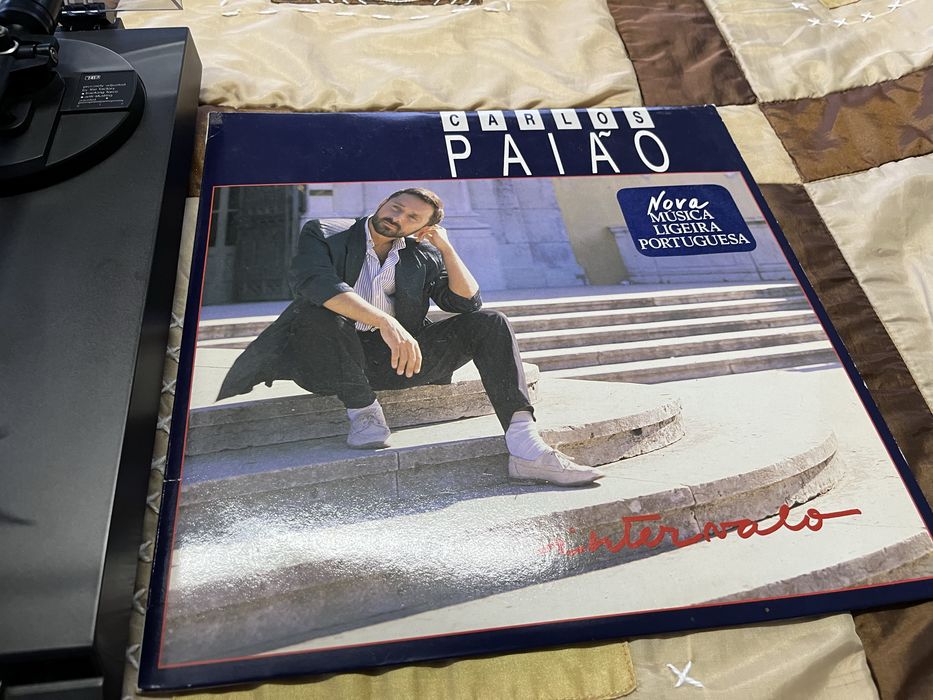 CARLOS
PAIÃO
Nova
MÚSICA
LIGEIRA
PORTUGUESA
intervalo